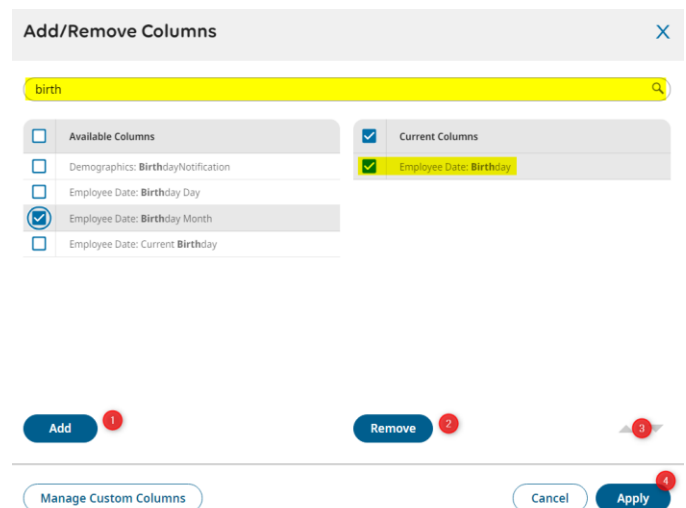 Add/Remove Columns X
birth
Available Columns
Current Columns
Demographics: BirthdayNotification
Employee Date: Birthday
Employee Date: Birthday Day
Employee Date: Birthday Month
Employee Date: Current Birthday
Add 1
Remove 2
3
4
Manage Custom Columns
Cancel
Apply